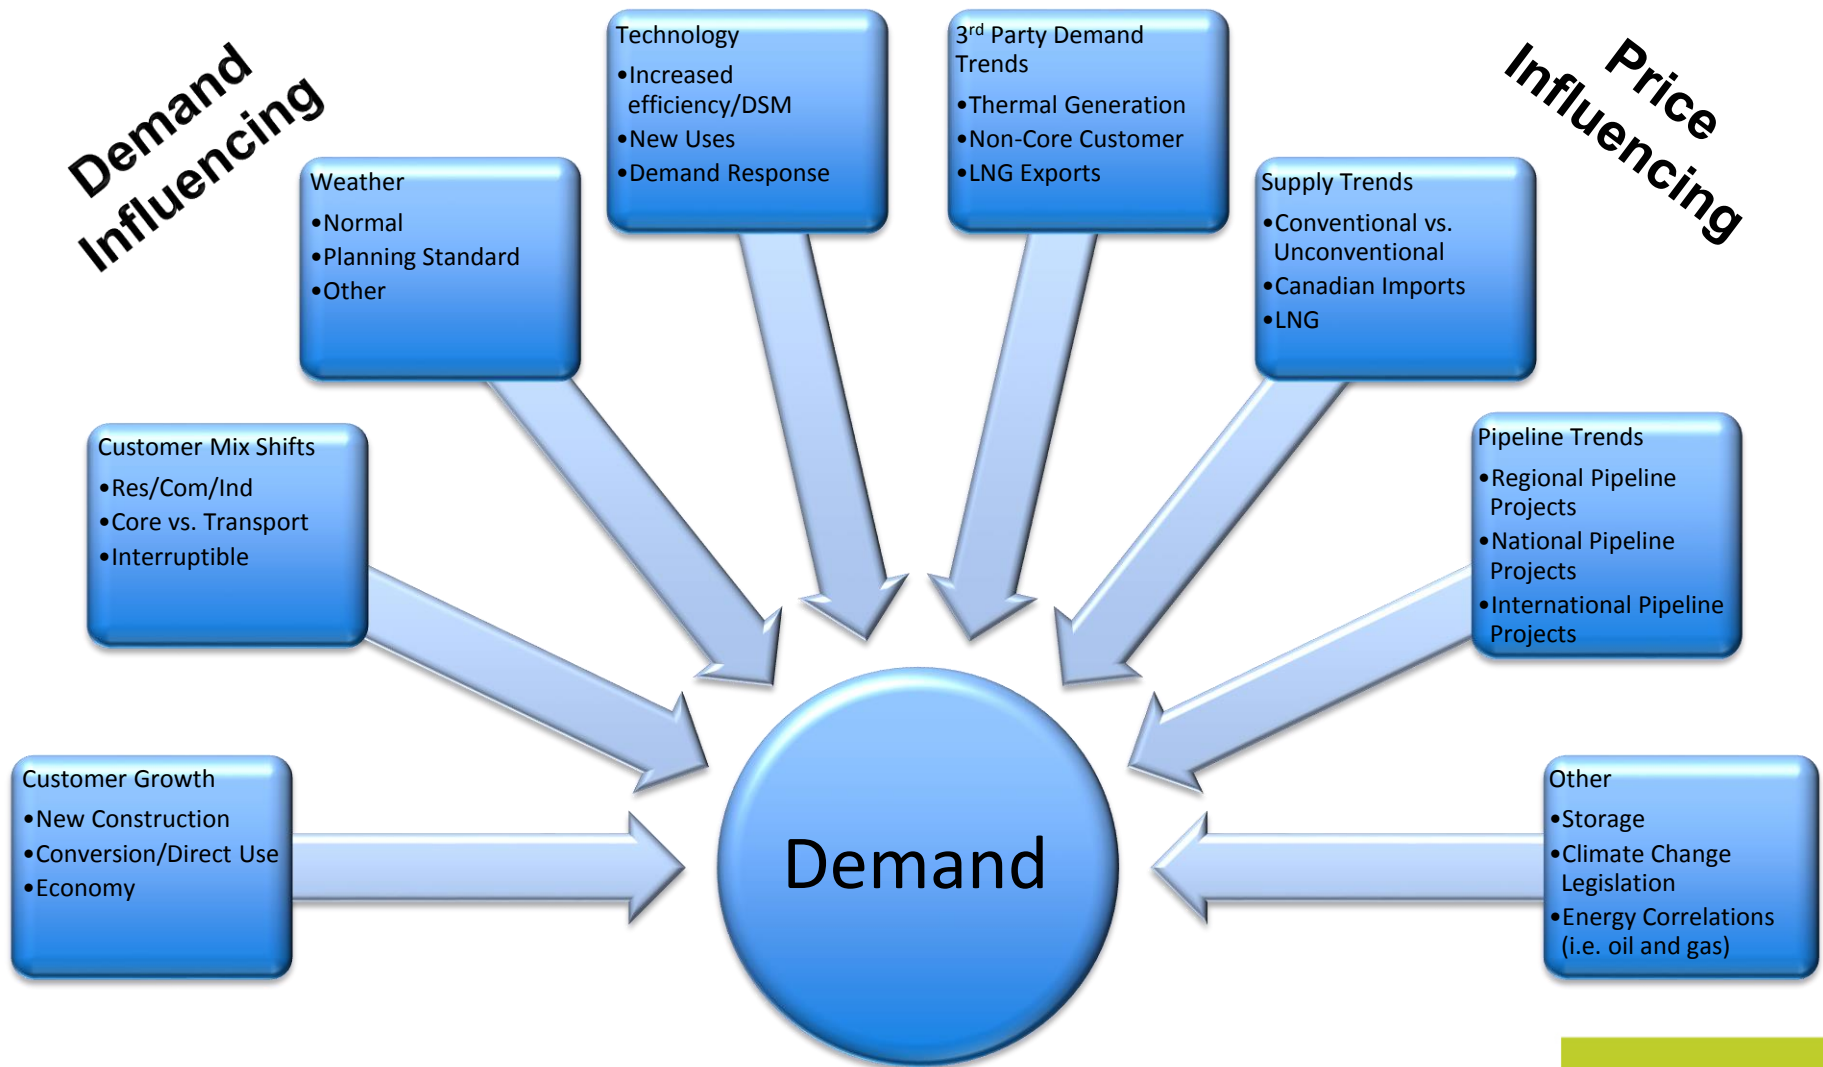 Demand
Influencing
Price
Influencing
Technology
•Increased
efficiency/DSM
•New Uses
•Demand Response
3rd Party Demand
Trends
•Thermal Generation
•Non-Core Customer
•LNG Exports
Weather
•Normal
•Planning Standard
•Other
Supply Trends
•Conventional vs.
Unconventional
•Canadian Imports
•LNG
Customer Mix Shifts
•Res/Com/Ind
•Core vs. Transport
•Interruptible
Pipeline Trends
•Regional Pipeline
Projects
•National Pipeline
Projects
•International Pipeline
Projects
Customer Growth
•New Construction
•Conversion/Direct Use
•Economy
Demand
Other
•Storage
•Climate Change
Legislation
•Energy Correlations
(i.e. oil and gas)